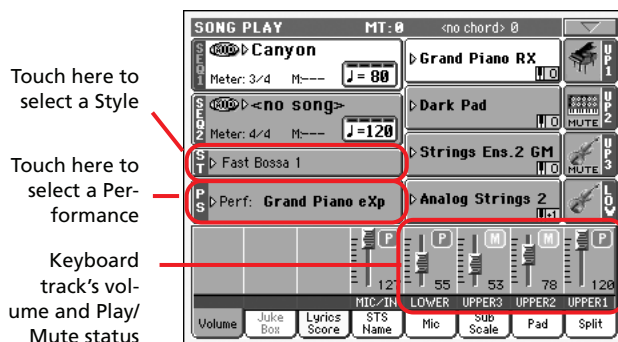 SONG PLAY MT:0 <no chord> 0
SEQ1 Canyon
Meter: 3/4 M:--- ♩= 80
Grand Piano RX 0 UP1
Touch here to
select a Style
SEQ2 <no song>
Meter: 4/4 M:--- ♩=120
Dark Pad 0 MUTE UP2
ST Fast Bossa 1
Strings Ens.2 GM 0 MUTE UP3
Touch here to
select a Per-
formance
PS Perf: Grand Piano eXp
Analog Strings 2 +1 LOW
Keyboard
track’s vol-
ume and Play/
Mute status
P P M M P
127 55 53 78 120
MIC/IN LOWER UPPER3 UPPER2 UPPER1
Volume Juke Box Lyrics Score STS Name Mic Sub Scale Pad Split